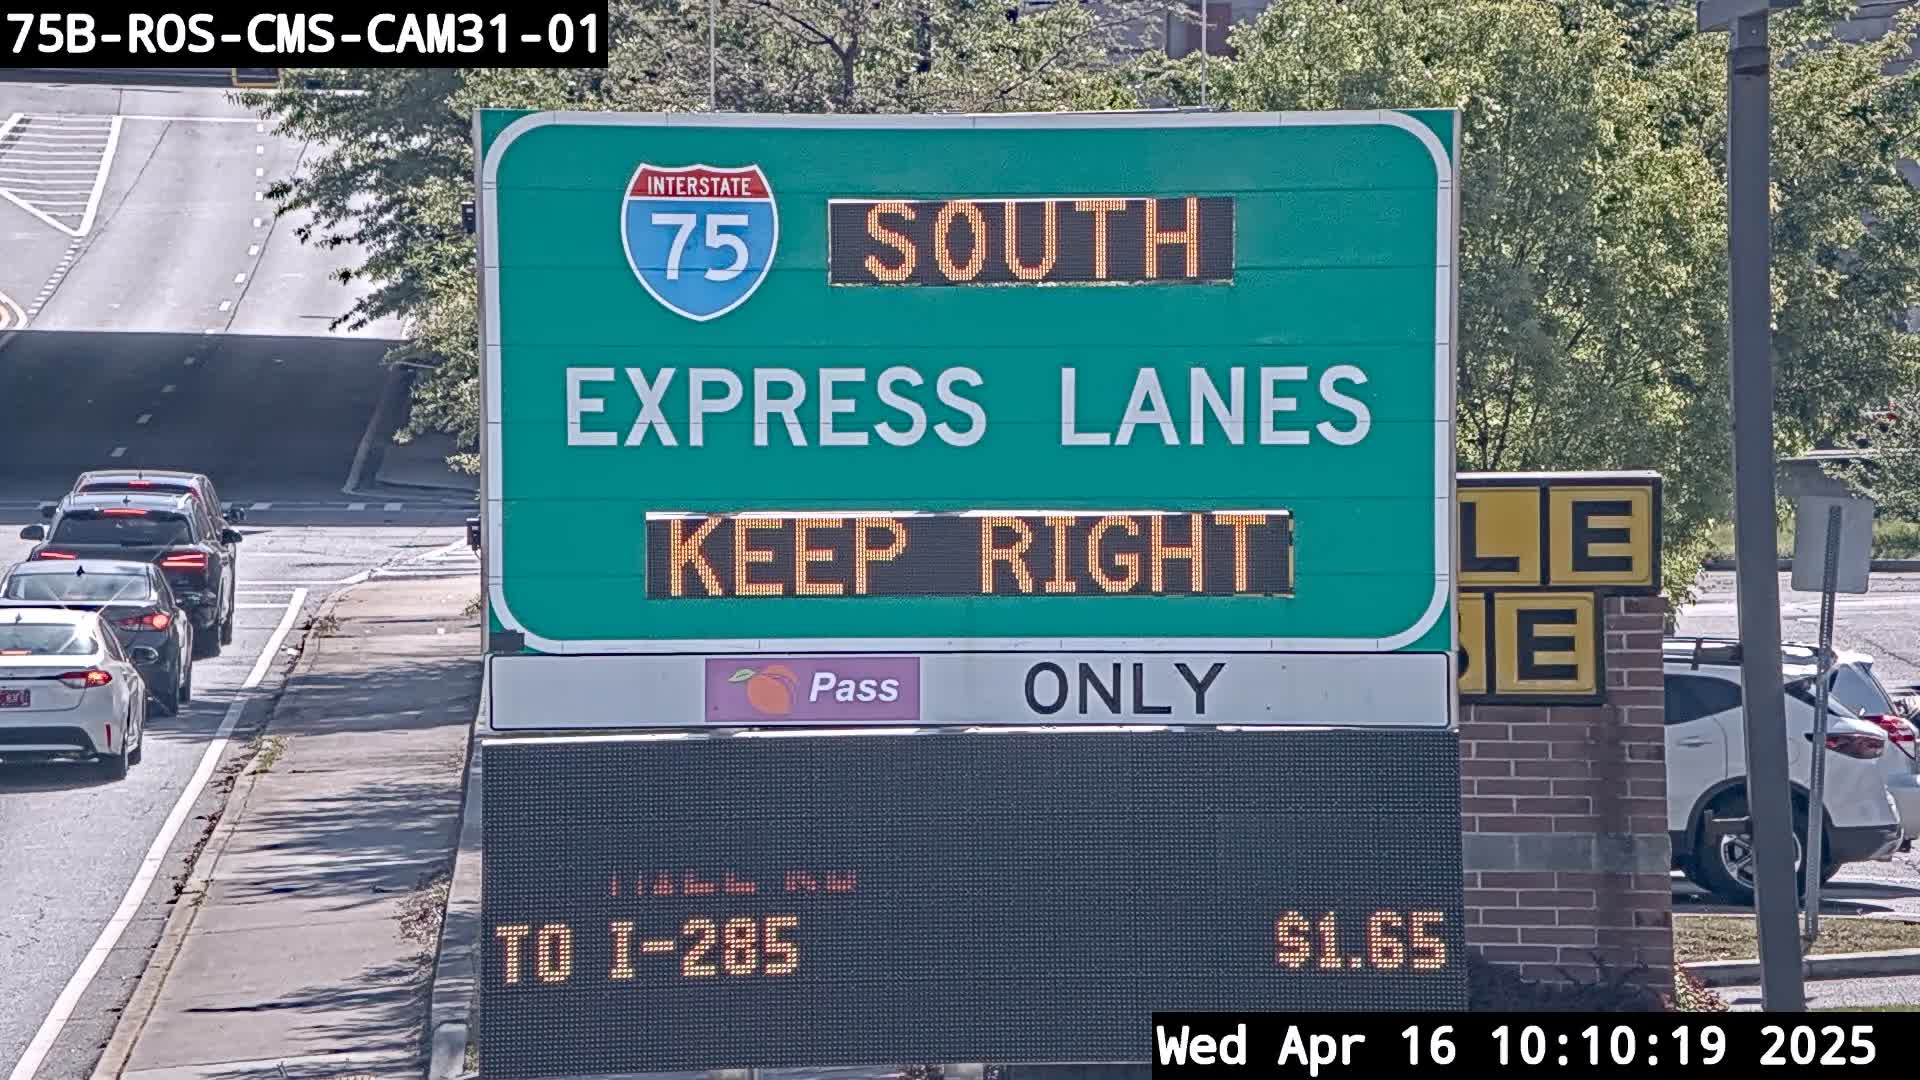 75B-ROS-CMS-CAM31-01
INTERSTATE
75
SOUTH
EXPRESS LANES
KEEP RIGHT
Pass ONLY
LE
E
TO I-285 $1.65
Wed Apr 16 10:10:19 2025